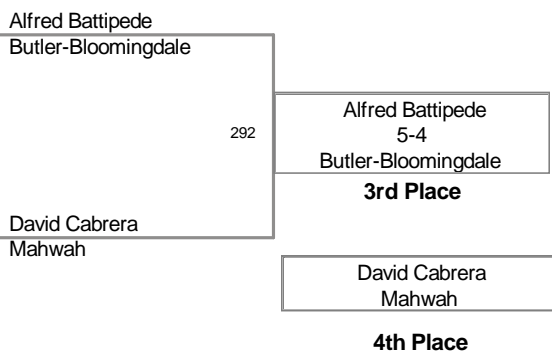 Alfred Battipede
Butler-Bloomingdale
292
Alfred Battipede
5-4
Butler-Bloomingdale
3rd Place
David Cabrera
Mahwah
David Cabrera
Mahwah
4th Place